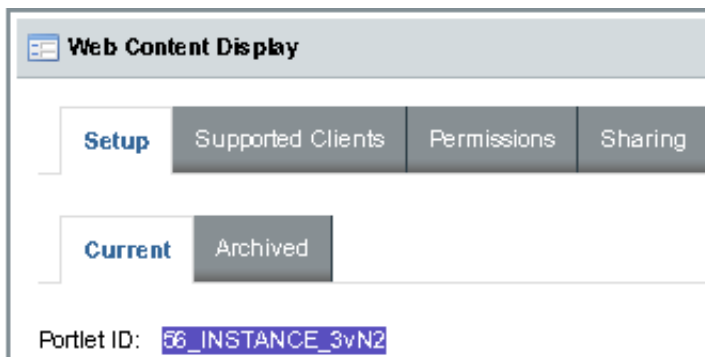 Web Content Display
Setup Supported Clients Permissions Sharing
Current Archived
Portlet ID: 56_INSTANCE_3vN2